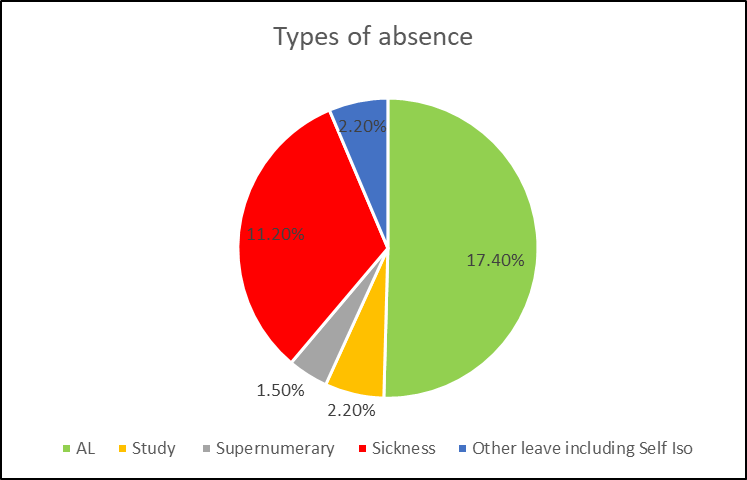 Types of absence
2.20%
11.20%
17.40%
1.50%
2.20%
AL Study Supernumerary Sickness Other leave including Self Iso